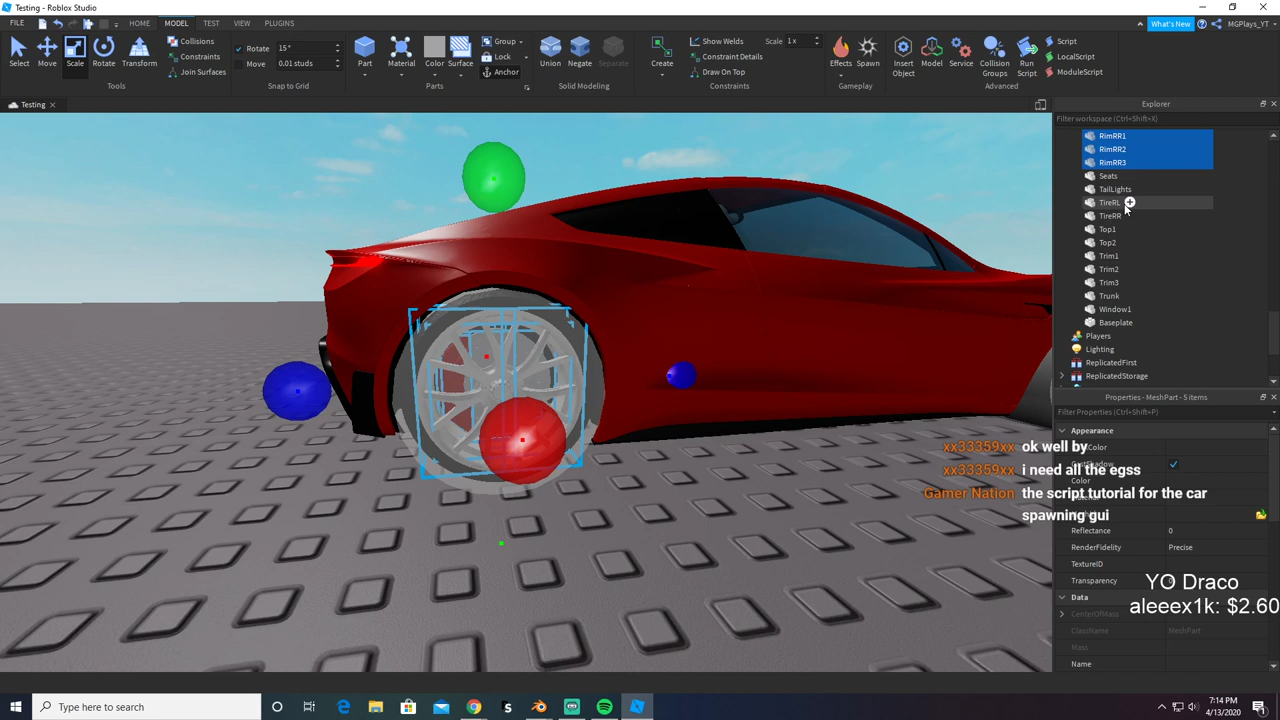 Testing - Roblox Studio
FILE
HOME
MODEL
TEST
VIEW
PLUGINS
What's New
MGPlays_YT
Select
Move
Scale
Rotate
Transform
Collisions
Constraints
Join Surfaces
Tools
Rotate
15 °
Move
0.01 studs
Snap to Grid
Part
Material
Color
Surface
Group
Lock
Anchor
Parts
Union
Negate
Separate
Solid Modeling
Create
Show Welds
Scale
1 x
Constraint Details
Draw On Top
Constraints
Effects
Spawn
Gameplay
Insert
Object
Model
Service
Collision
Groups
Run
Script
Script
LocalScript
ModuleScript
Advanced
Testing
Explorer
Filter workspace (Ctrl+Shift+X)
RimRR1
RimRR2
RimRR3
Seats
TailLights
TireRL
TireRR
Top1
Top2
Trim1
Trim2
Trim3
Trunk
Window1
Baseplate
Players
Lighting
ReplicatedFirst
ReplicatedStorage
Properties - MeshPart - 5 items
Filter Properties (Ctrl+Shift+P)
Appearance
xx33359xx ok well by
xx33359xx i need all the egss
Color
Gamer Nation the script tutorial for the car
spawning gui
Reflectance
0
RenderFidelity
Precise
TextureID
Transparency
YO Draco
aleeex1k: $2.60
Data
CenterOfMass
ClassName
MeshPart
Mass
Name
Type here to search
7:14 PM
4/13/2020